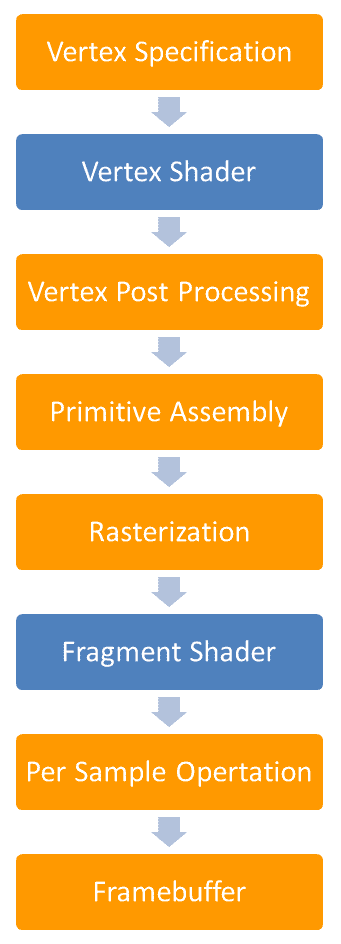 Vertex Specification
Vertex Shader
Vertex Post Processing
Primitive Assembly
Rasterization
Fragment Shader
Per Sample Opertation
Framebuffer